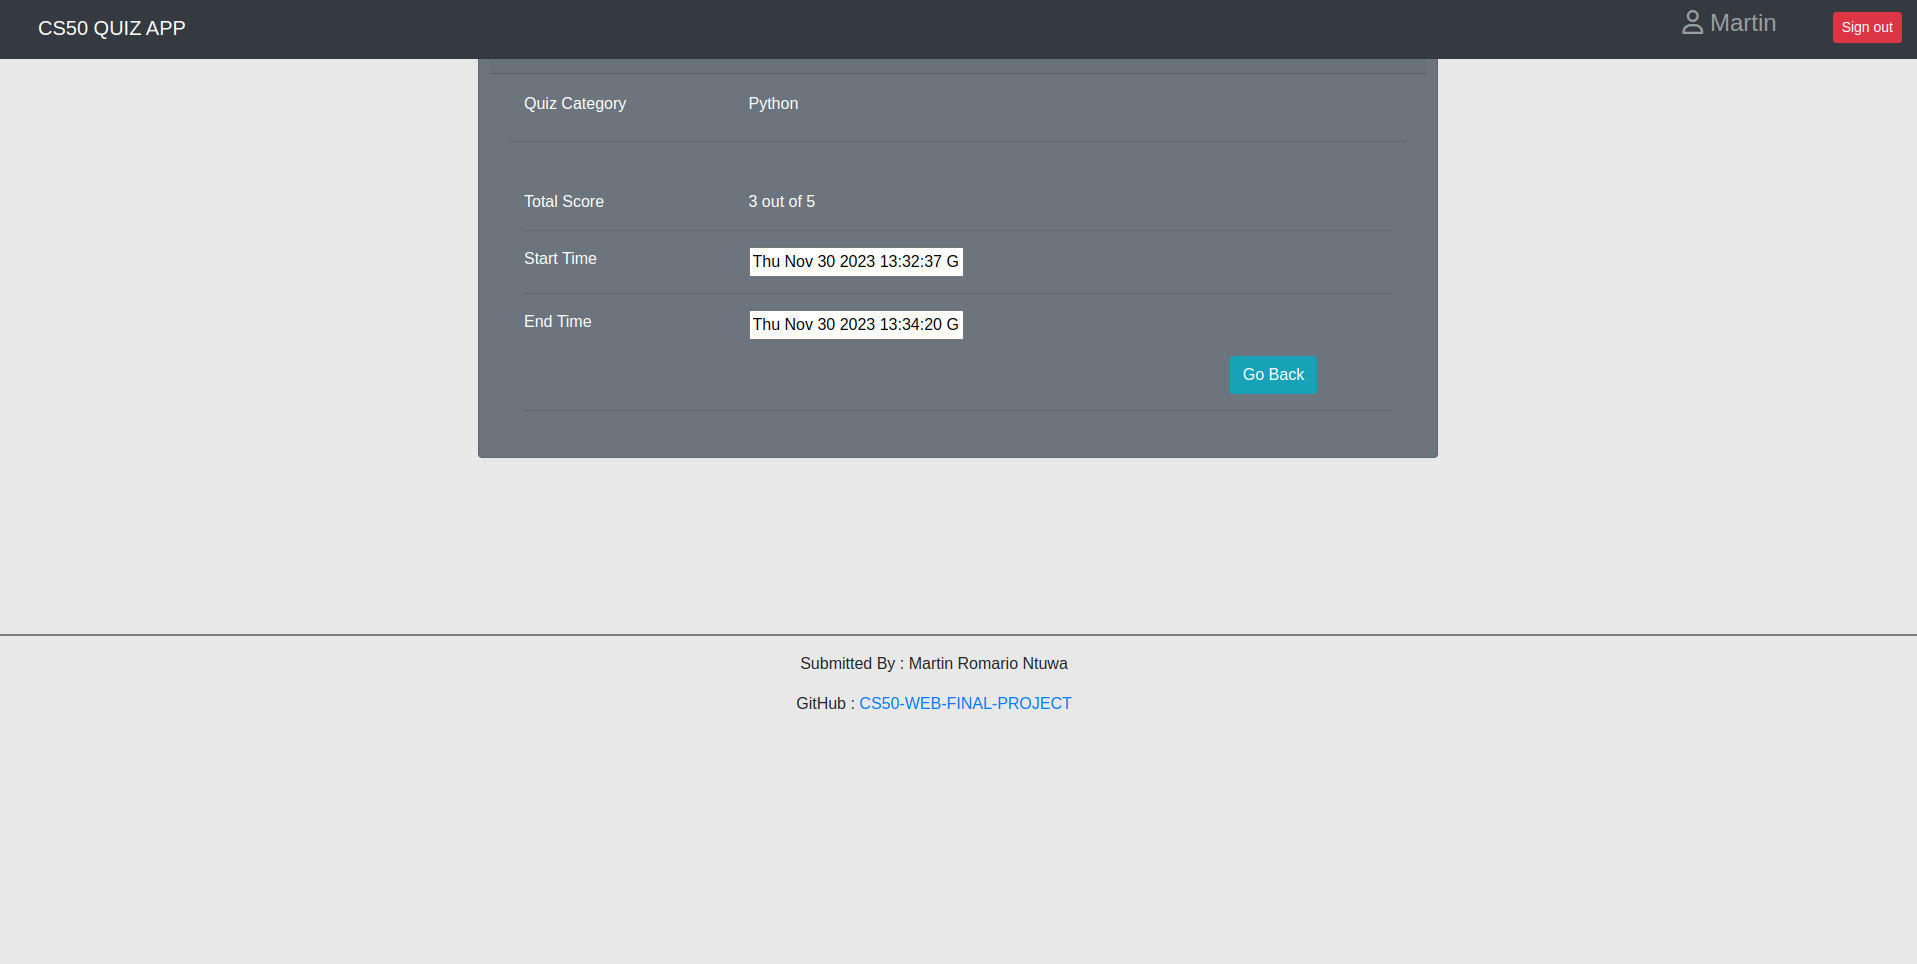 CS50 QUIZ APP
Martin
Sign out
Quiz Category Python
Total Score 3 out of 5
Start Time Thu Nov 30 2023 13:32:37 G
End Time Thu Nov 30 2023 13:34:20 G
Go Back
Submitted By : Martin Romario Ntuwa
GitHub : CS50-WEB-FINAL-PROJECT